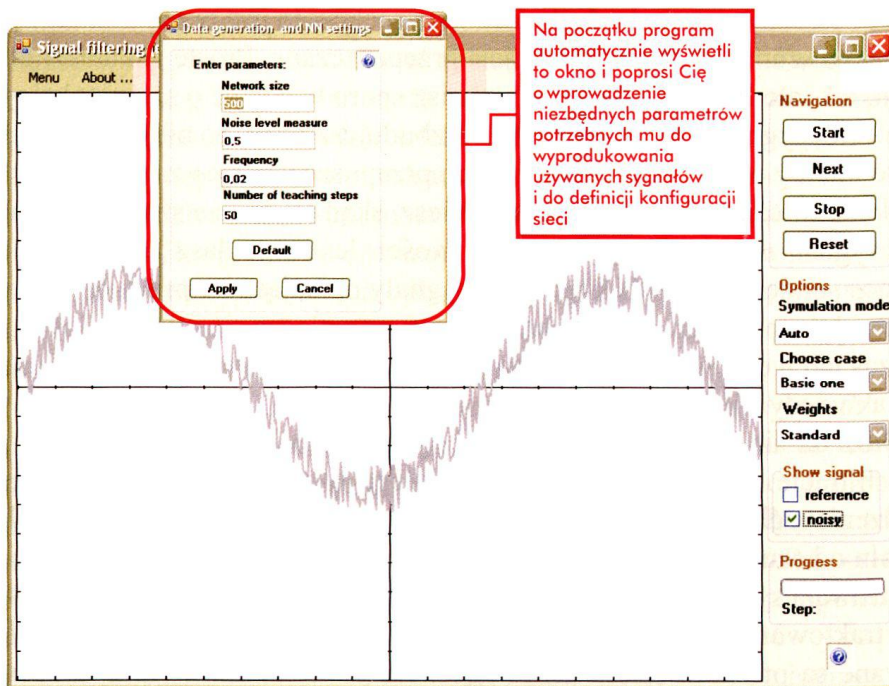 Data generation and NN settings
Signal filtering
Menu About ...
Enter parameters:
Network size
500
Noise level measure
0,5
Frequency
0,02
Number of teaching steps
50
Default
Apply Cancel
Na początku program
automatycznie wyświetli
to okno i poprosi Cię
o wprowadzenie
niezbędnych parametrów
potrzebnych mu do
wyprodukowania
używanych sygnałów
i do definicji konfiguracji
sieci
Navigation
Start
Next
Stop
Reset
Options
Symulation mode
Auto
Choose case
Basic one
Weights
Standard
Show signal
reference
noisy
Progress
Step: